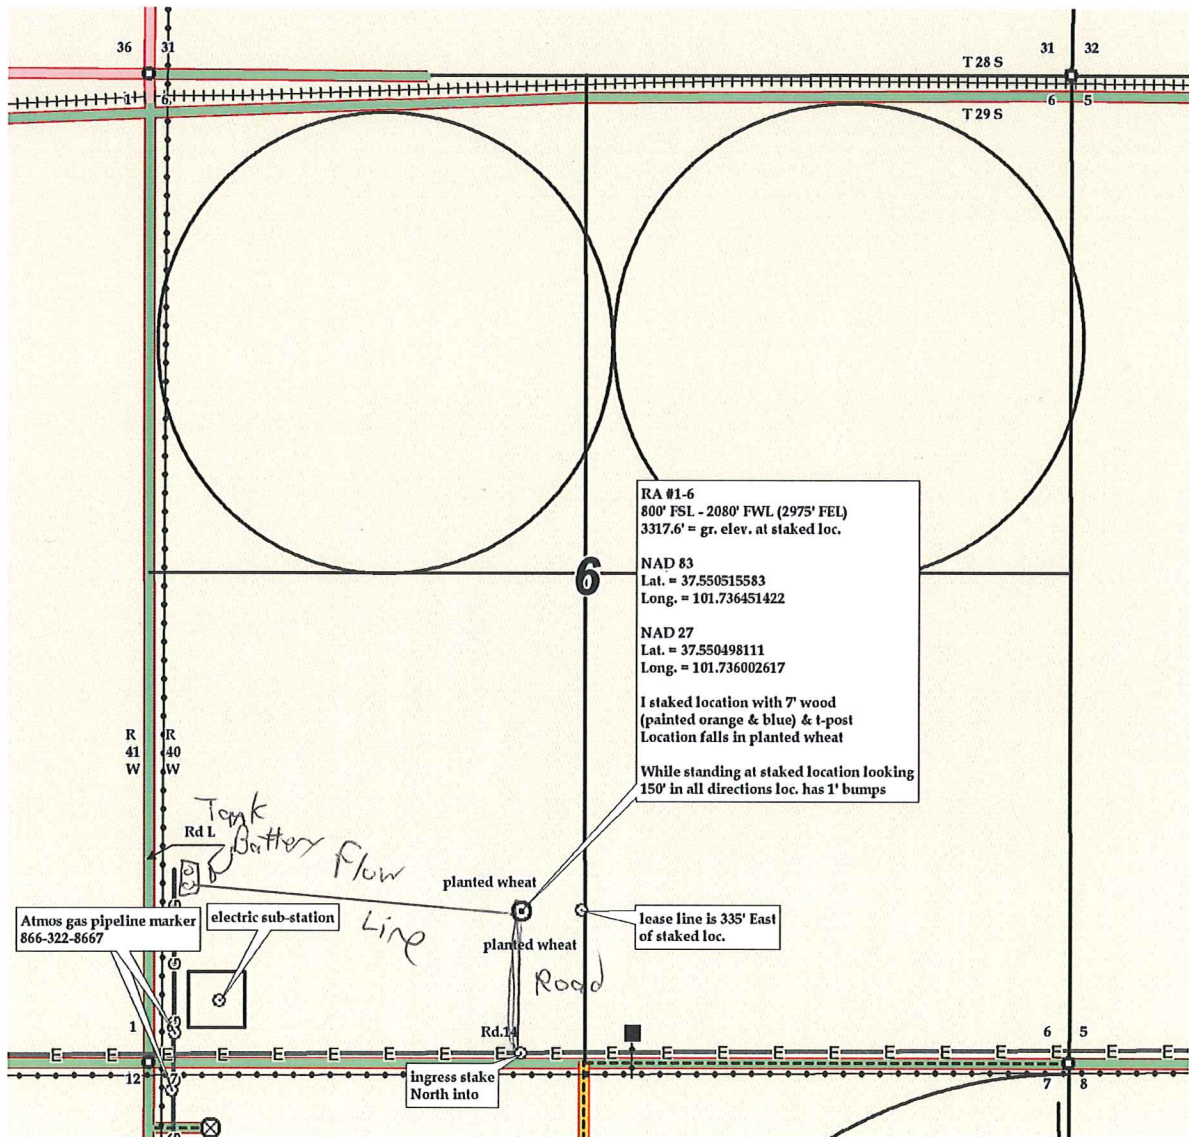 36 31
31 32
T 28 S
1 6
6 5
T 29 S
RA #1-6
800' FSL - 2080' FWL (2975' FEL)
3317.6' = gr. elev. at staked loc.
NAD 83
Lat. = 37.550515583
Long. = 101.736451422
NAD 27
Lat. = 37.550498111
Long. = 101.736002617
I staked location with 7' wood
(painted orange & blue) & t-post
Location falls in planted wheat
While standing at staked location looking
150' in all directions loc. has 1' bumps
6
R R
41 40
W W
Tank
Rd L
Battery Flow
Line
planted wheat
Atmos gas pipeline marker
866-322-8667
electric sub-station
lease line is 335' East
of staked loc.
planted wheat
Road
G
G
1 6
Rd.14
6 5
E E E E E E E E E E E E E E E E E E E
12 7
7 8
ingress stake
North into
G